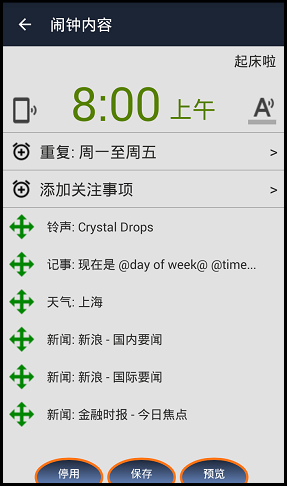 闹钟内容
起床啦
8:00 上午
A
重复: 周一至周五 >
添加关注事项 >
铃声: Crystal Drops
记事: 现在是 @day of week@ @time...
天气: 上海
新闻: 新浪 - 国内要闻
新闻: 新浪 - 国际要闻
新闻: 金融时报 - 今日焦点
停用 保存 预览